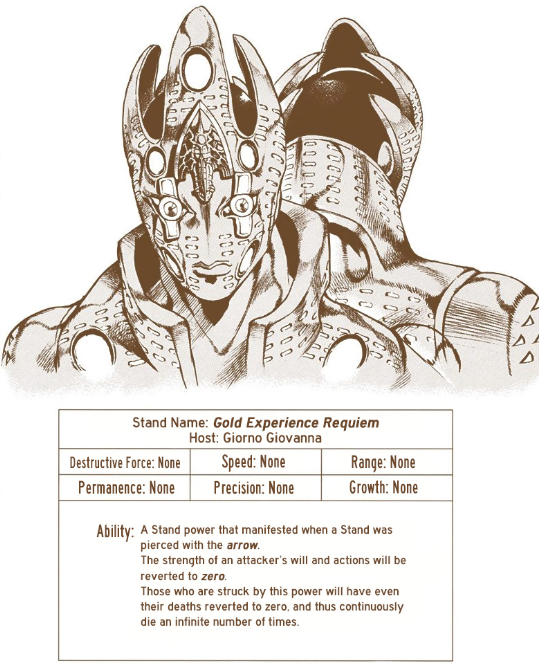 Stand Name: Gold Experience Requiem
Host: Giorno Giovanna
Destructive Force: None Speed: None Range: None
Permanence: None Precision: None Growth: None
Ability: A Stand power that manifested when a Stand was
pierced with the arrow.
The strength of an attacker's will and actions will be
reverted to zero.
Those who are struck by this power will have even
their deaths reverted to zero, and thus continuously
die an infinite number of times.